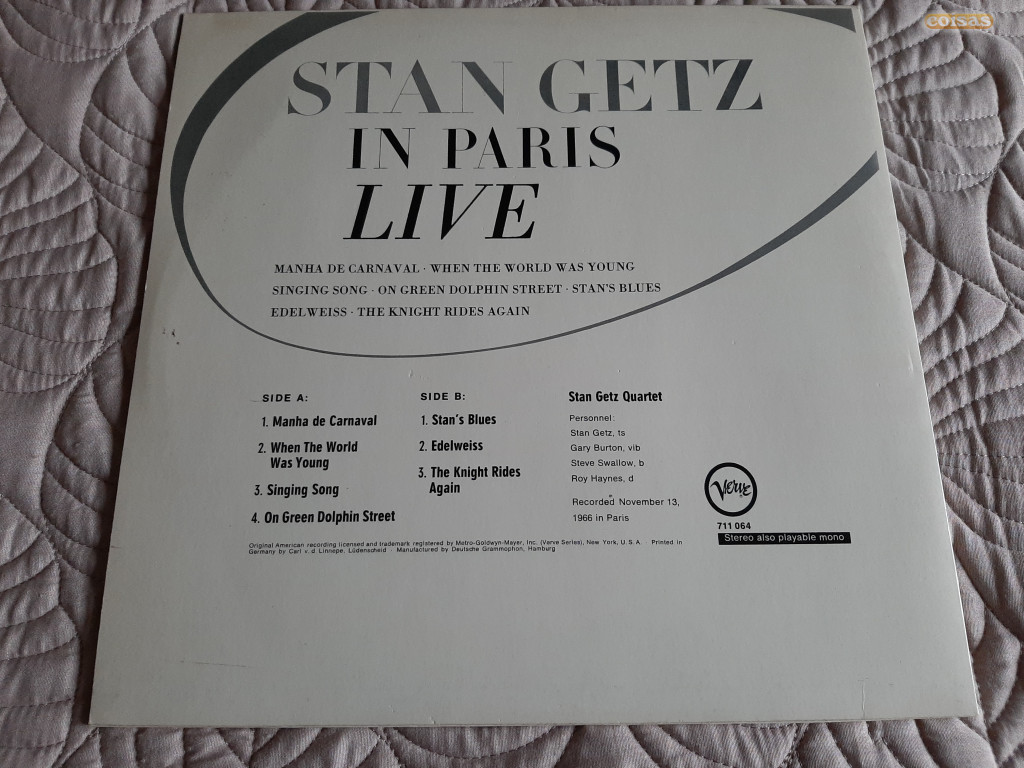 coisas
STAN GETZ
IN PARIS
LIVE
MANHA DE CARNAVAL · WHEN THE WORLD WAS YOUNG
SINGING SONG · ON GREEN DOLPHIN STREET · STAN'S BLUES
EDELWEISS · THE KNIGHT RIDES AGAIN
SIDE A:
1. Manha de Carnaval
2. When The World
Was Young
3. Singing Song
4. On Green Dolphin Street
SIDE B:
1. Stan's Blues
2. Edelweiss
3. The Knight Rides
Again
Stan Getz Quartet
Personnel:
Stan Getz, ts
Gary Burton, vib
Steve Swallow, b
Roy Haynes, d
Recorded November 13,
1966 in Paris
Verve
711 064
Stereo also playable mono
Original American recording licensed and trademark registered by Metro-Goldwyn-Mayer, Inc. (Verve Series), New York, U.S.A. · Printed in
Germany by Carl v. d. Linnepe, Lüdenscheid · Manufactured by Deutsche Grammophon, Hamburg